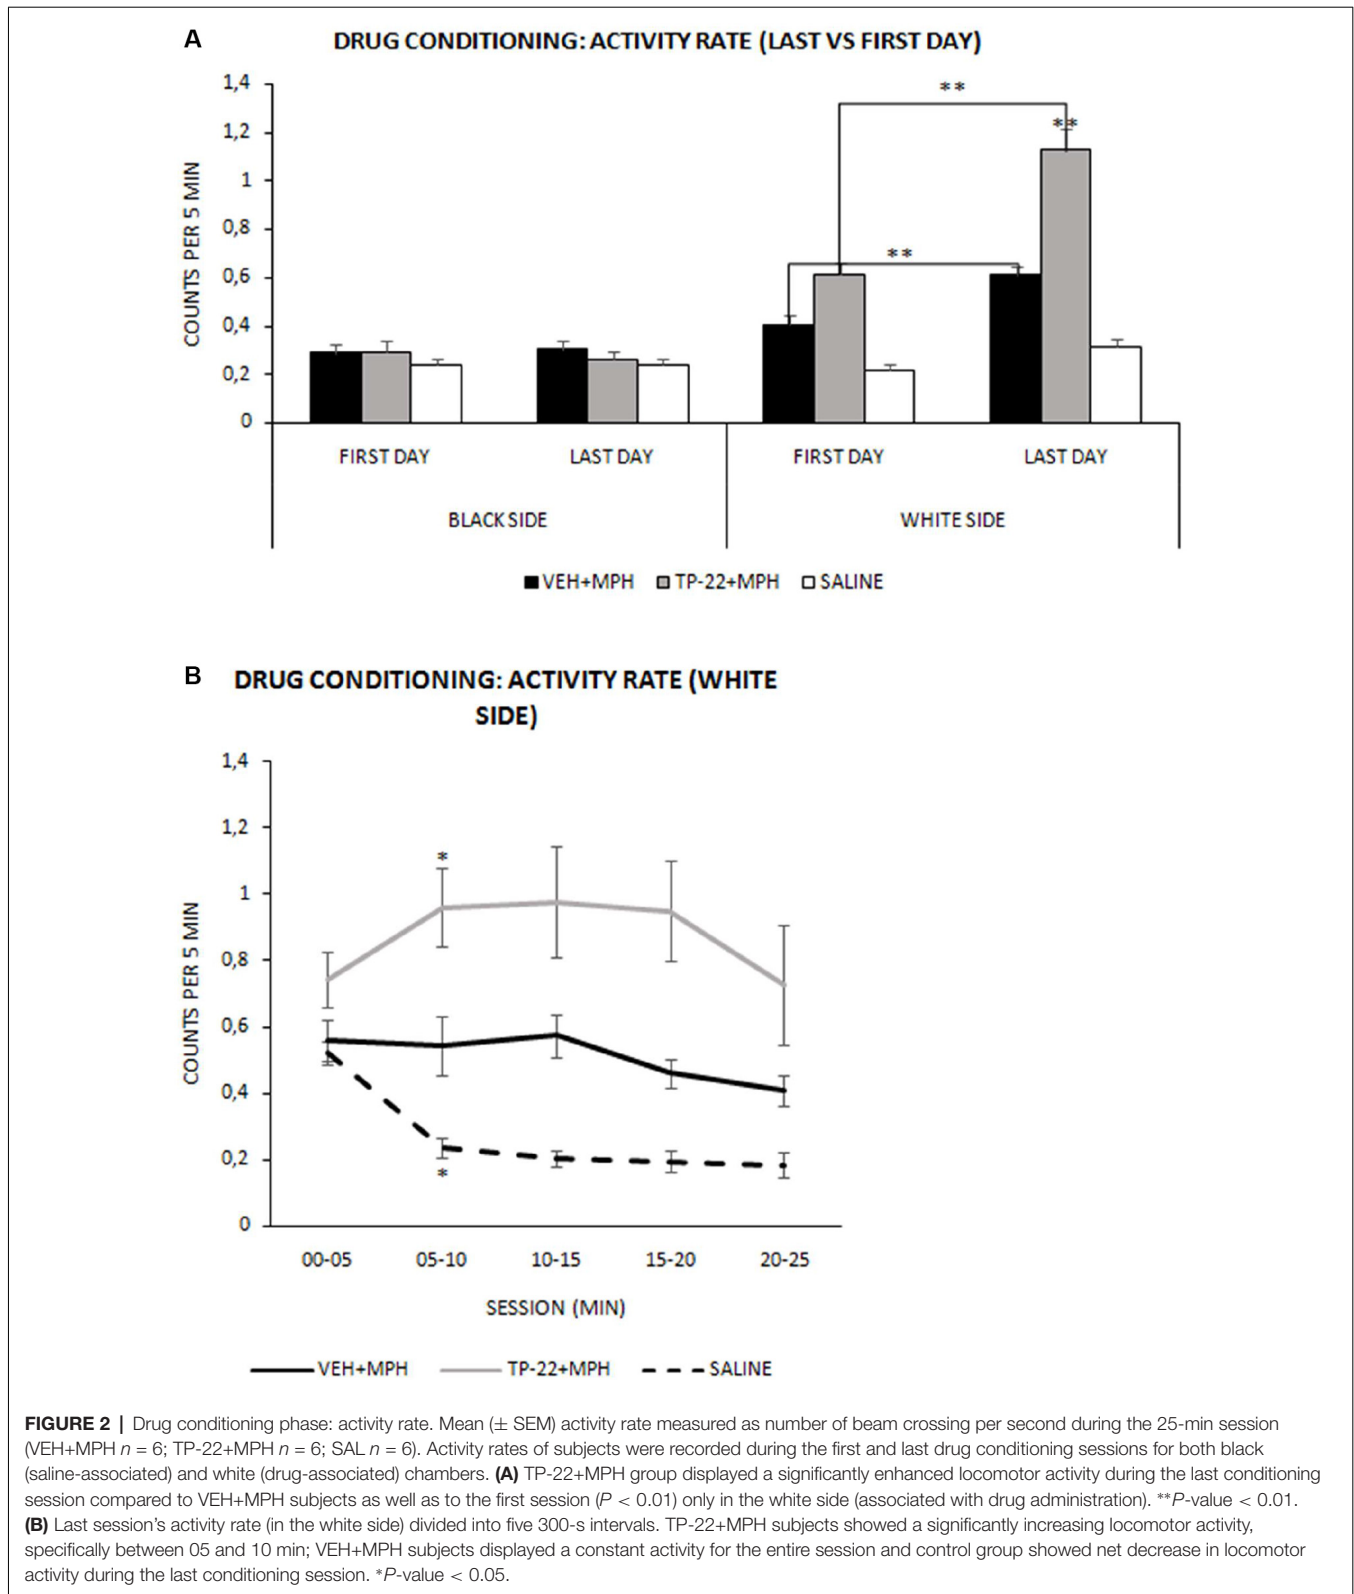 A
DRUG CONDITIONING: ACTIVITY RATE (LAST VS FIRST DAY)
1,4
1,2
1
0,8
0,6
0,4
0,2
0
COUNTS PER 5 MIN
**
**
**
FIRST DAY
LAST DAY
FIRST DAY
LAST DAY
BLACK SIDE
WHITE SIDE
VEH+MPH TP-22+MPH SALINE
B
DRUG CONDITIONING: ACTIVITY RATE (WHITE
SIDE)
1,4
1,2
1
0,8
0,6
0,4
0,2
0
COUNTS PER 5 MIN
*
*
00-05 05-10 10-15 15-20 20-25
SESSION (MIN)
VEH+MPH TP-22+MPH SALINE
FIGURE 2 | Drug conditioning phase: activity rate. Mean (± SEM) activity rate measured as number of beam crossing per second during the 25-min session
(VEH+MPH n = 6; TP-22+MPH n = 6; SAL n = 6). Activity rates of subjects were recorded during the first and last drug conditioning sessions for both black
(saline-associated) and white (drug-associated) chambers. (A) TP-22+MPH group displayed a significantly enhanced locomotor activity during the last conditioning
session compared to VEH+MPH subjects as well as to the first session (P < 0.01) only in the white side (associated with drug administration). **P-value < 0.01.
(B) Last session's activity rate (in the white side) divided into five 300-s intervals. TP-22+MPH subjects showed a significantly increasing locomotor activity,
specifically between 05 and 10 min; VEH+MPH subjects displayed a constant activity for the entire session and control group showed net decrease in locomotor
activity during the last conditioning session. *P-value < 0.05.